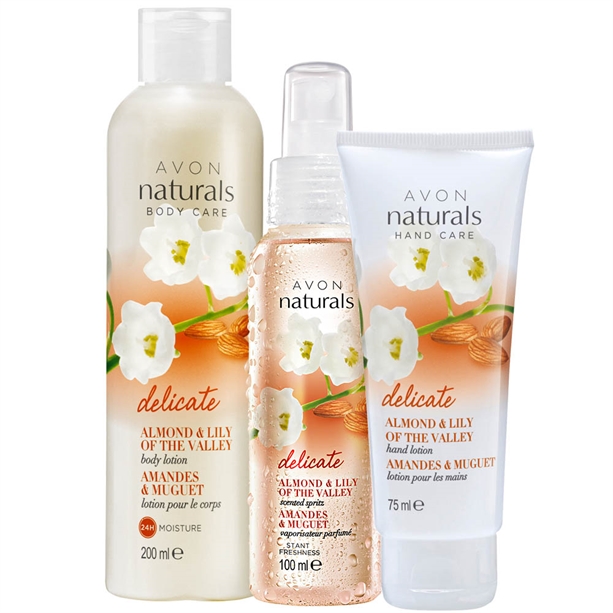 AVON
naturals
BODY CARE
delicate
ALMOND & LILY
OF THE VALLEY
body lotion
AMANDES
& MUGUET
lotion pour le corps
24H MOISTURE
200 ml e
AVON
naturals
delicate
ALMOND & LILY
OF THE VALLEY
scented spritz
AMANDES
& MUGUET
vaporisateur parfumé
STANT
FRESHNESS
100 ml e
AVON
naturals
HAND CARE
delicate
ALMOND & LILY
OF THE VALLEY
hand lotion
AMANDES & MUGUET
lotion pour les mains
75 ml e